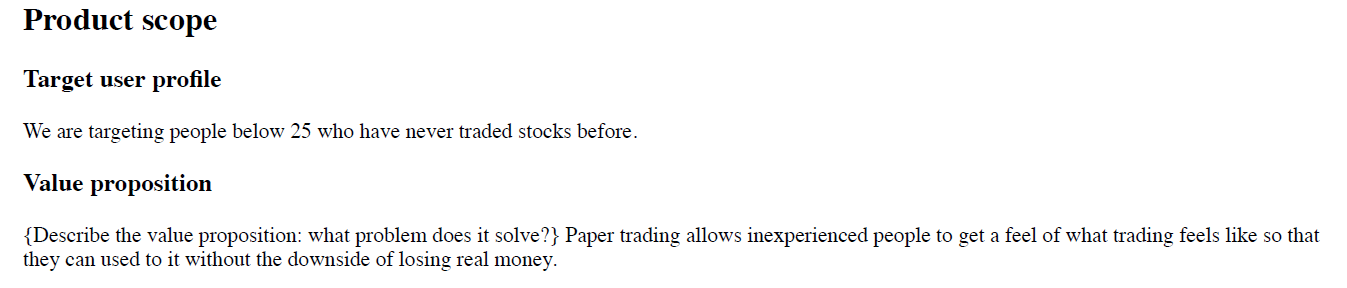 Product scope
Target user profile
We are targeting people below 25 who have never traded stocks before.
Value proposition
{Describe the value proposition: what problem does it solve?} Paper trading allows inexperienced people to get a feel of what trading feels like so that
they can used to it without the downside of losing real money.